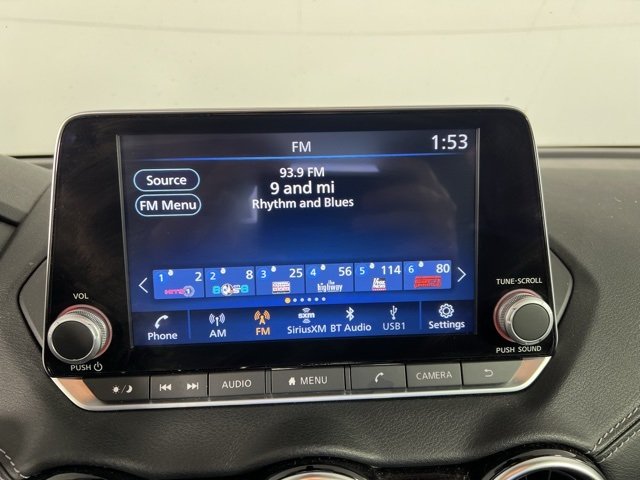 FM
1:53
93.9 FM
Source
9 and mi
FM Menu
Rhythm and Blues
1 2
2 8
3 25
4 56
5 114
6 80
highway
Phone
AM
FM
sxm
SiriusXM
BT Audio
USB1
Settings
VOL
PUSH
TUNE·SCROLL
PUSH SOUND
AUDIO
MENU
CAMERA